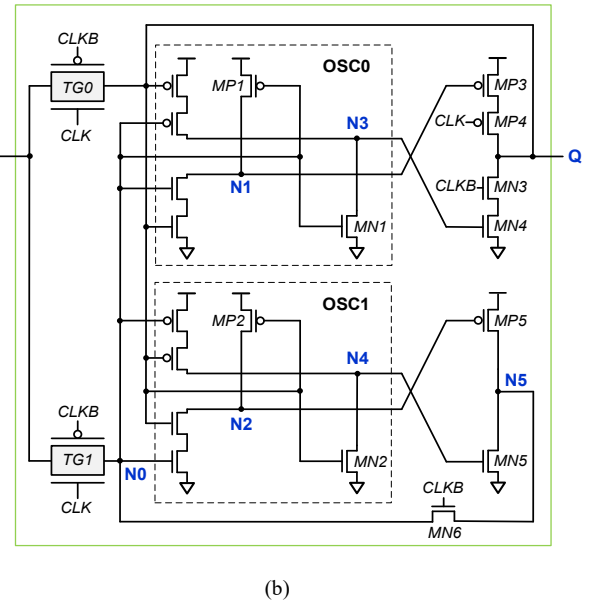 CLKB
TG0
CLK
OSC0
MP1
N3
N1
MN1
MP3
CLK
MP4
Q
CLKB
MN3
MN4
OSC1
MP2
N4
N2
MN2
MP5
N5
MN5
CLKB
TG1
N0
CLK
CLKB
MN6
(b)